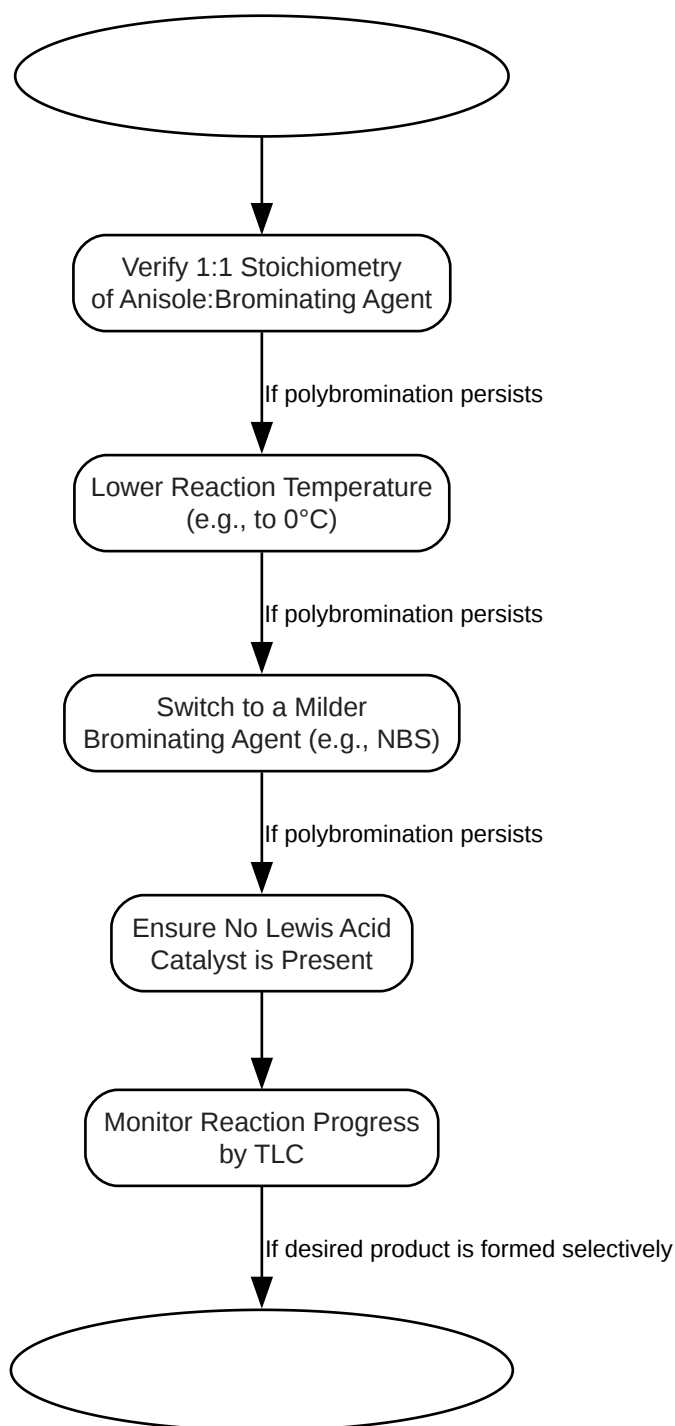 Verify 1:1 Stoichiometry
of Anisole:Brominating Agent
If polybromination persists
Lower Reaction Temperature
(e.g., to 0°C)
If polybromination persists
Switch to a Milder
Brominating Agent (e.g., NBS)
If polybromination persists
Ensure No Lewis Acid
Catalyst is Present
Monitor Reaction Progress
by TLC
If desired product is formed selectively